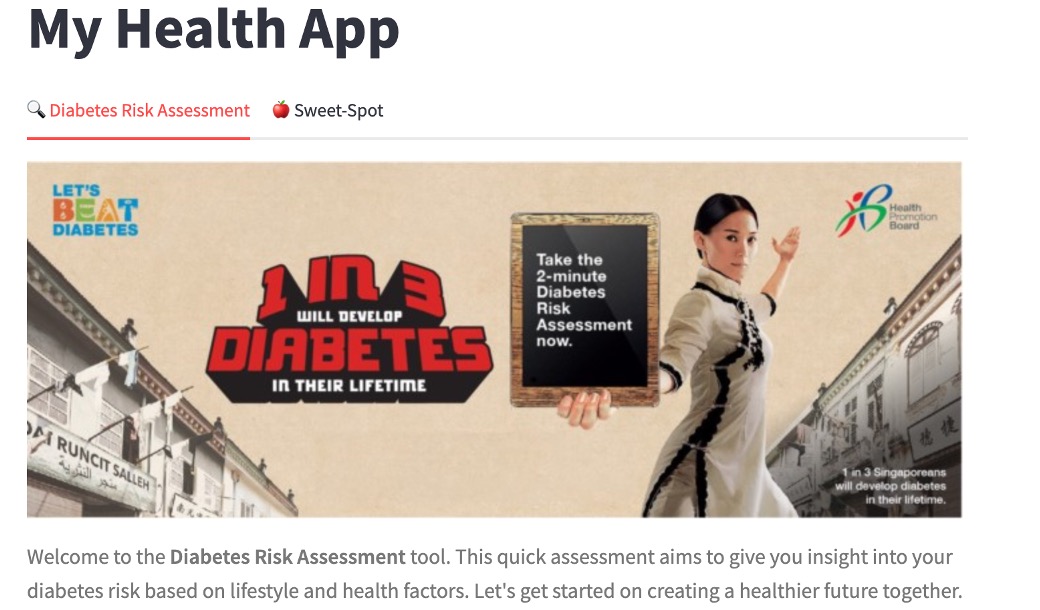 My Health App
Diabetes Risk Assessment
Sweet-Spot
LET'S
BEAT
DIABETES
Health
Promotion
Board
1 IN 3
WILL DEVELOP
DIABETES
IN THEIR LIFETIME
Take the
2-minute
Diabetes
Risk
Assessment
now.
DAI RUNCIT SALLEH
متجر النثرية
1 in 3 Singaporeans
will develop diabetes
in their lifetime.
Welcome to the Diabetes Risk Assessment tool. This quick assessment aims to give you insight into your
diabetes risk based on lifestyle and health factors. Let's get started on creating a healthier future together.